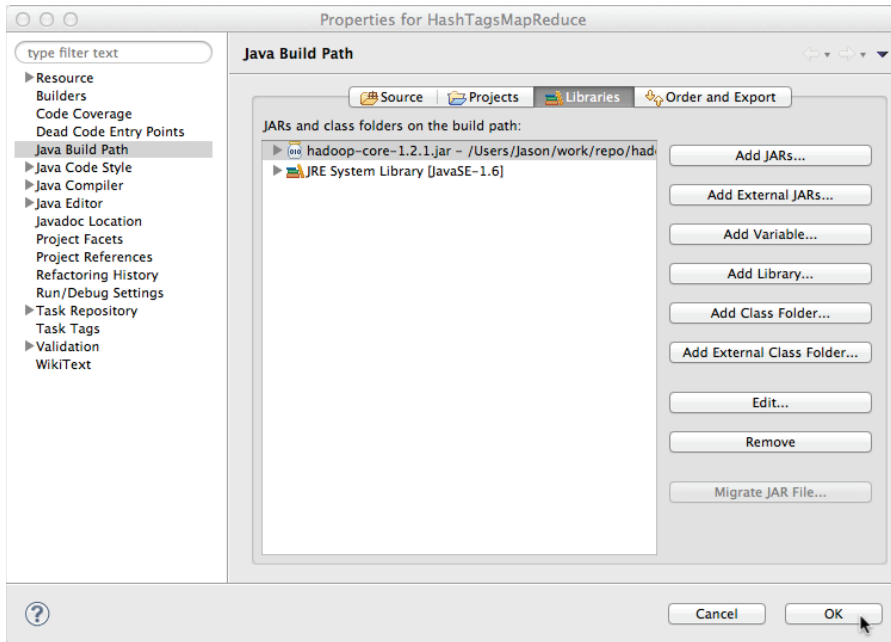 Properties for HashTagsMapReduce
type filter text
Resource
Builders
Code Coverage
Dead Code Entry Points
Java Build Path
Java Code Style
Java Compiler
Java Editor
Javadoc Location
Project Facets
Project References
Refactoring History
Run/Debug Settings
Task Repository
Task Tags
Validation
WikiText
Java Build Path
Source Projects Libraries Order and Export
JARs and class folders on the build path:
010 hadoop-core-1.2.1.jar – /Users/Jason/work/repo/had
JRE System Library [JavaSE-1.6]
Add JARs...
Add External JARs...
Add Variable...
Add Library...
Add Class Folder...
Add External Class Folder...
Edit...
Remove
Migrate JAR File...
?
Cancel OK